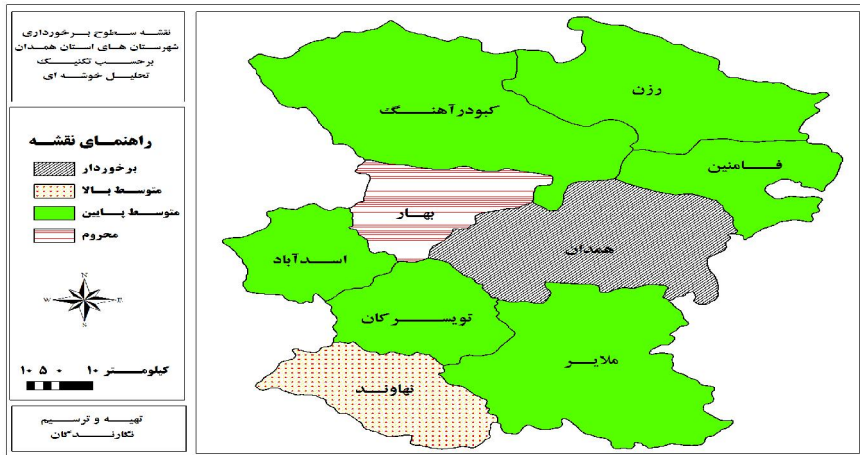 نقشه سطوح برخورداری
شهرستان های استان همدان
برحسب تکنیک
تحلیل خوشه ای
راهنمای نقشه
برخوردار
متوسط بالا
متوسط پایین
محروم
N
W
E
S
۱۰ ۵ ۰ ۱۰ کیلومتر
تهیه و ترسیم
نگارندگان
رزن
کبودرآهنگ
فامنین
بهار
همدان
اسدآباد
تویسرکان
ملایر
نهاوند